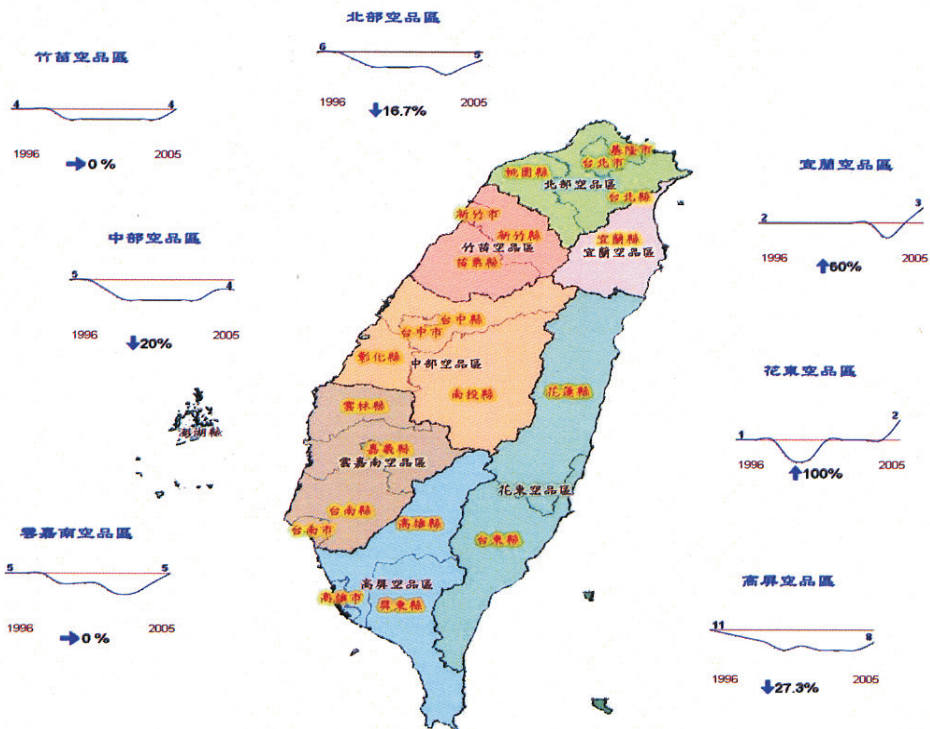 北部空品區
6
5
1996
2005
16.7%
竹苗空品區
4
4
1996
2005
0 %
中部空品區
5
4
1996
2005
20%
宜蘭空品區
2
3
1996
2005
50%
花東空品區
1
2
1996
2005
100%
雲嘉南空品區
5
5
1996
2005
0 %
高屏空品區
11
8
1996
2005
27.3%
基隆市
台北市
桃園縣
北部空品區
台北縣
新竹市
新竹縣
竹苗空品區
苗栗縣
宜蘭縣
宜蘭空品區
台中縣
台中市
彰化縣
中部空品區
南投縣
花蓮縣
雲林縣
澎湖縣
嘉義縣
雲嘉南空品區
花東空品區
台南縣
台南市
高雄縣
台東縣
高屏空品區
高雄市
屏東縣